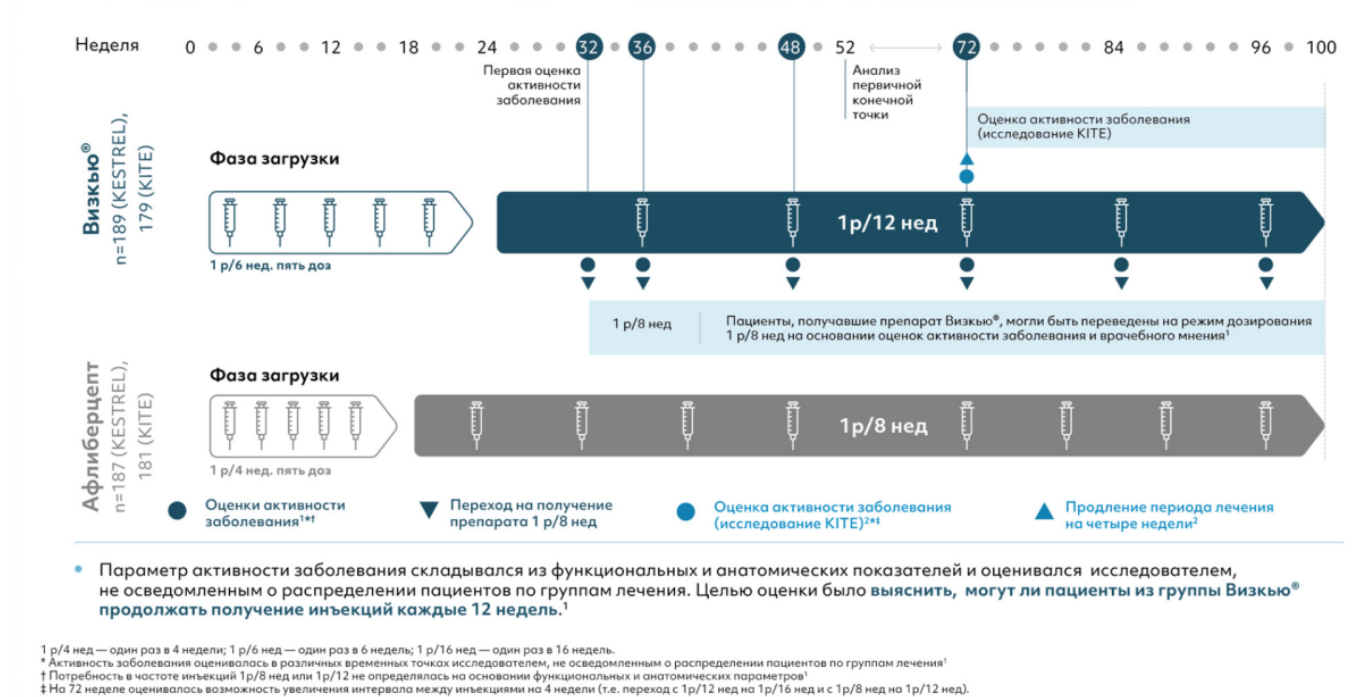 Неделя 0 6 12 18 24 32 36 48 52 72 84 96 100
Первая оценка
активности
заболевания
Анализ
первичной
конечной
точки
Оценка активности заболевания
(исследование KITE)
Визкью®
n=189 (KESTREL),
179 (KITE)
Фаза загрузки
1р/12 нед
1 р/6 нед. пять доз
1 р/8 нед
Пациенты, получавшие препарат Визкью®, могли быть переведены на режим дозирования
1 р/8 нед на основании оценок активности заболевания и врачебного мнения¹
Афлиберцепт
n=187 (KESTREL),
181 (KITE)
Фаза загрузки
1р/8 нед
1 р/4 нед. пять доз
Оценки активности
заболевания¹*†
Переход на получение
препарата 1 р/8 нед
Оценка активности заболевания
(исследование KITE)²*‡
Продление периода лечения
на четыре недели²
• Параметр активности заболевания складывался из функциональных и анатомических показателей и оценивался исследователем,
не осведомленным о распределении пациентов по группам лечения. Целью оценки было выяснить, могут ли пациенты из группы Визкью®
продолжать получение инъекций каждые 12 недель.¹
1 р/4 нед — один раз в 4 недели; 1 р/6 нед — один раз в 6 недель; 1 р/16 нед — один раз в 16 недель.
* Активность заболевания оценивалась в различных временных точках исследователем, не осведомленным о распределении пациентов по группам лечения¹
† Потребность в частоте инъекций 1р/8 нед или 1р/12 не определялась на основании функциональных и анатомических параметров¹
‡ На 72 неделе оценивалась возможность увеличения интервала между инъекциями на 4 недели (т.е. переход с 1р/12 нед на 1р/16 нед и с 1р/8 нед на 1р/12 нед).